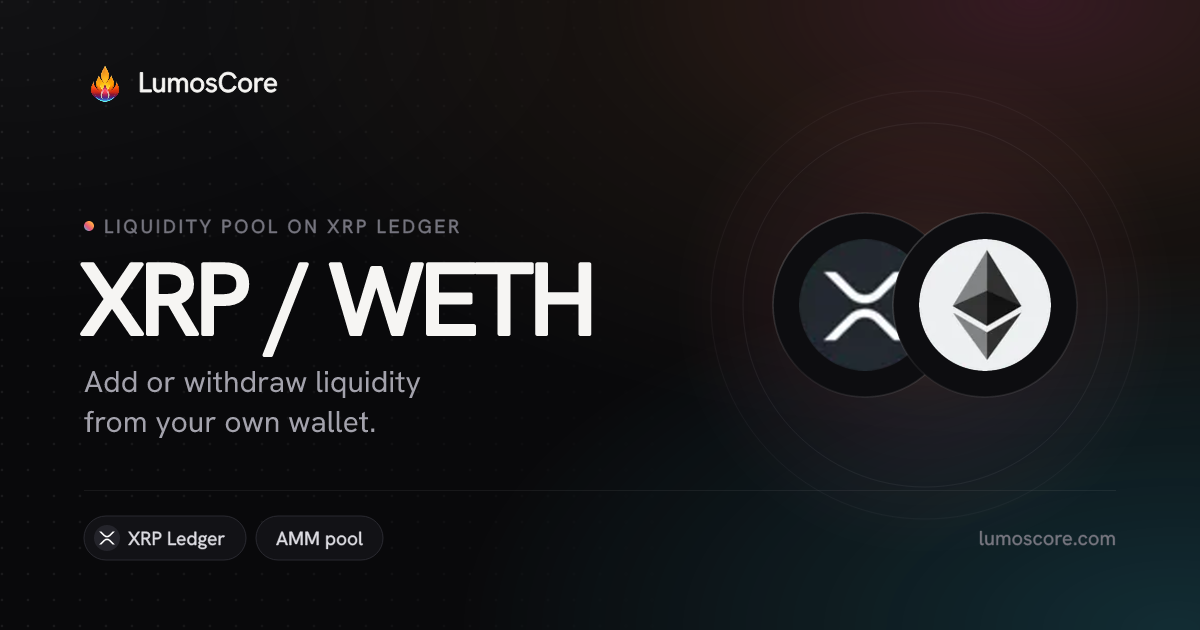 LumosCore
LIQUIDITY POOL ON XRP LEDGER
XRP / WETH
Add or withdraw liquidity
from your own wallet.
XRP Ledger
AMM pool
lumoscore.com